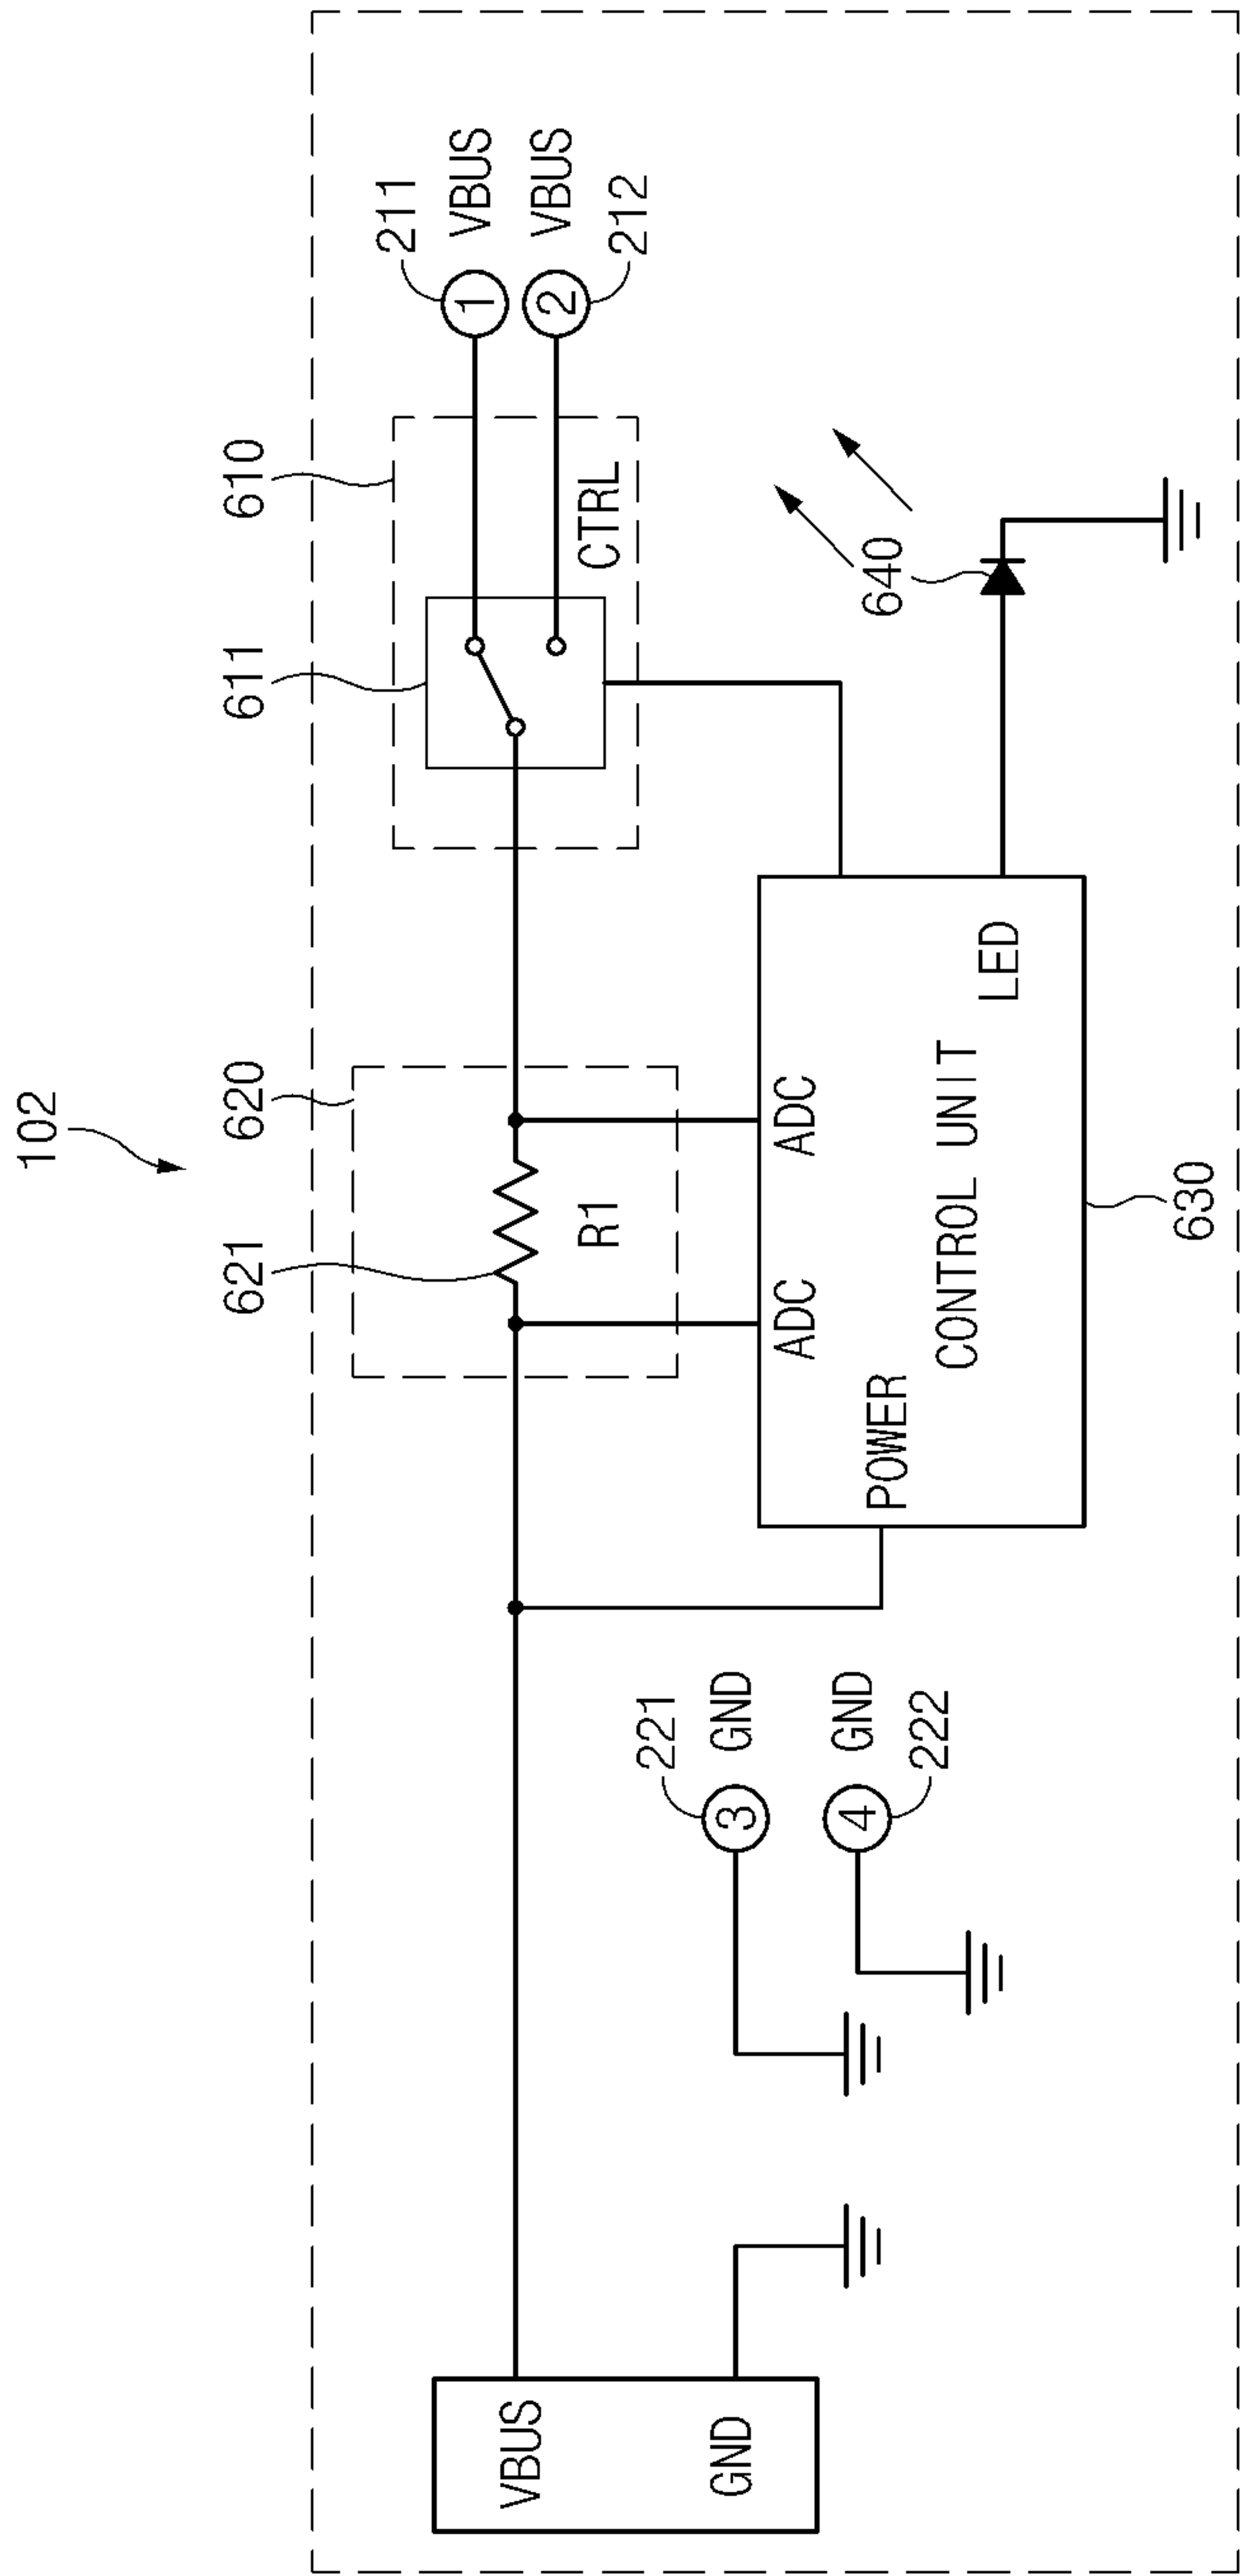 102
621
620
611
610
211
VBUS
1
2
VBUS
212
R1
CTRL
VBUS
GND
221
3
GND
4
GND
222
ADC
ADC
POWER
CONTROL UNIT
LED
630
640